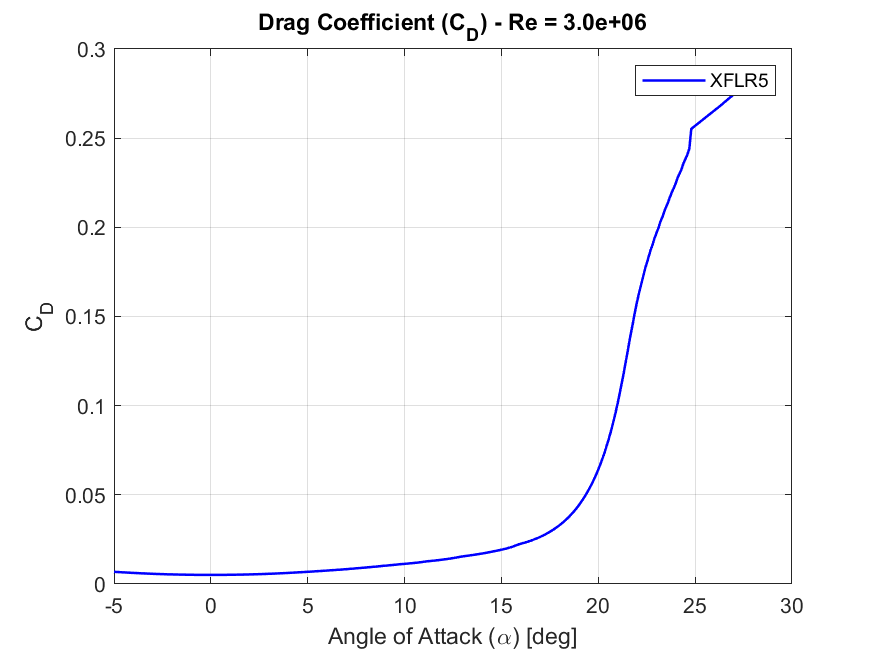 Drag Coefficient (C_D) - Re = 3.0e+06
XFLR5
0.3
0.25
0.2
0.15
0.1
0.05
0
C_D
-5 0 5 10 15 20 25 30
Angle of Attack (α) [deg]